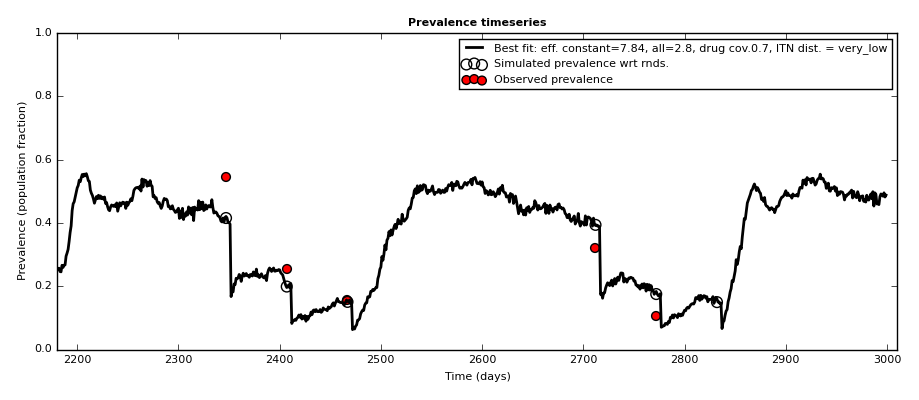 Prevalence timeseries
Best fit: eff. constant=7.84, all=2.8, drug cov.0.7, ITN dist. = very_low
Simulated prevalence wrt rnds.
Observed prevalence
Prevalence (population fraction)
1.0
0.8
0.6
0.4
0.2
0.0
2200 2300 2400 2500 2600 2700 2800 2900 3000
Time (days)